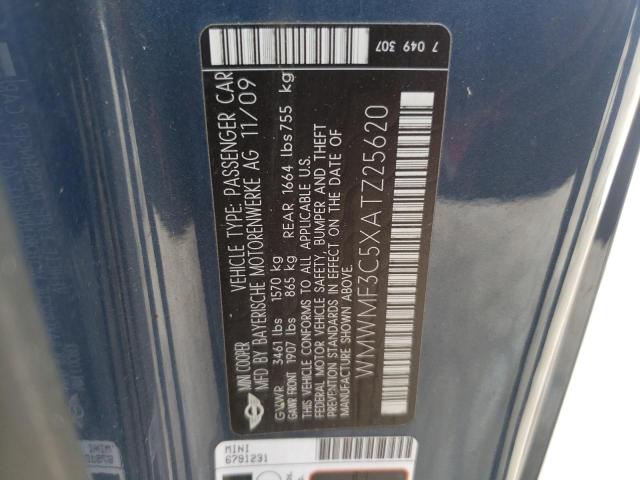 MINI COOPER
VEHICLE TYPE: PASSENGER CAR
MFD BY BAYERISCHE MOTORENWERKE AG 11/09
GVWR 3461 lbs 1570 kg
GAWR FRONT 1907 lbs 865 kg REAR 1664 lbs 755 kg
THIS VEHICLE CONFORMS TO ALL APPLICABLE U.S.
FEDERAL MOTOR VEHICLE SAFETY, BUMPER AND THEFT
PREVENTION STANDARDS IN EFFECT ON THE DATE OF
MANUFACTURE SHOWN ABOVE
WMWMF3C5XATZ25620
7 049 307
MINI
6791231